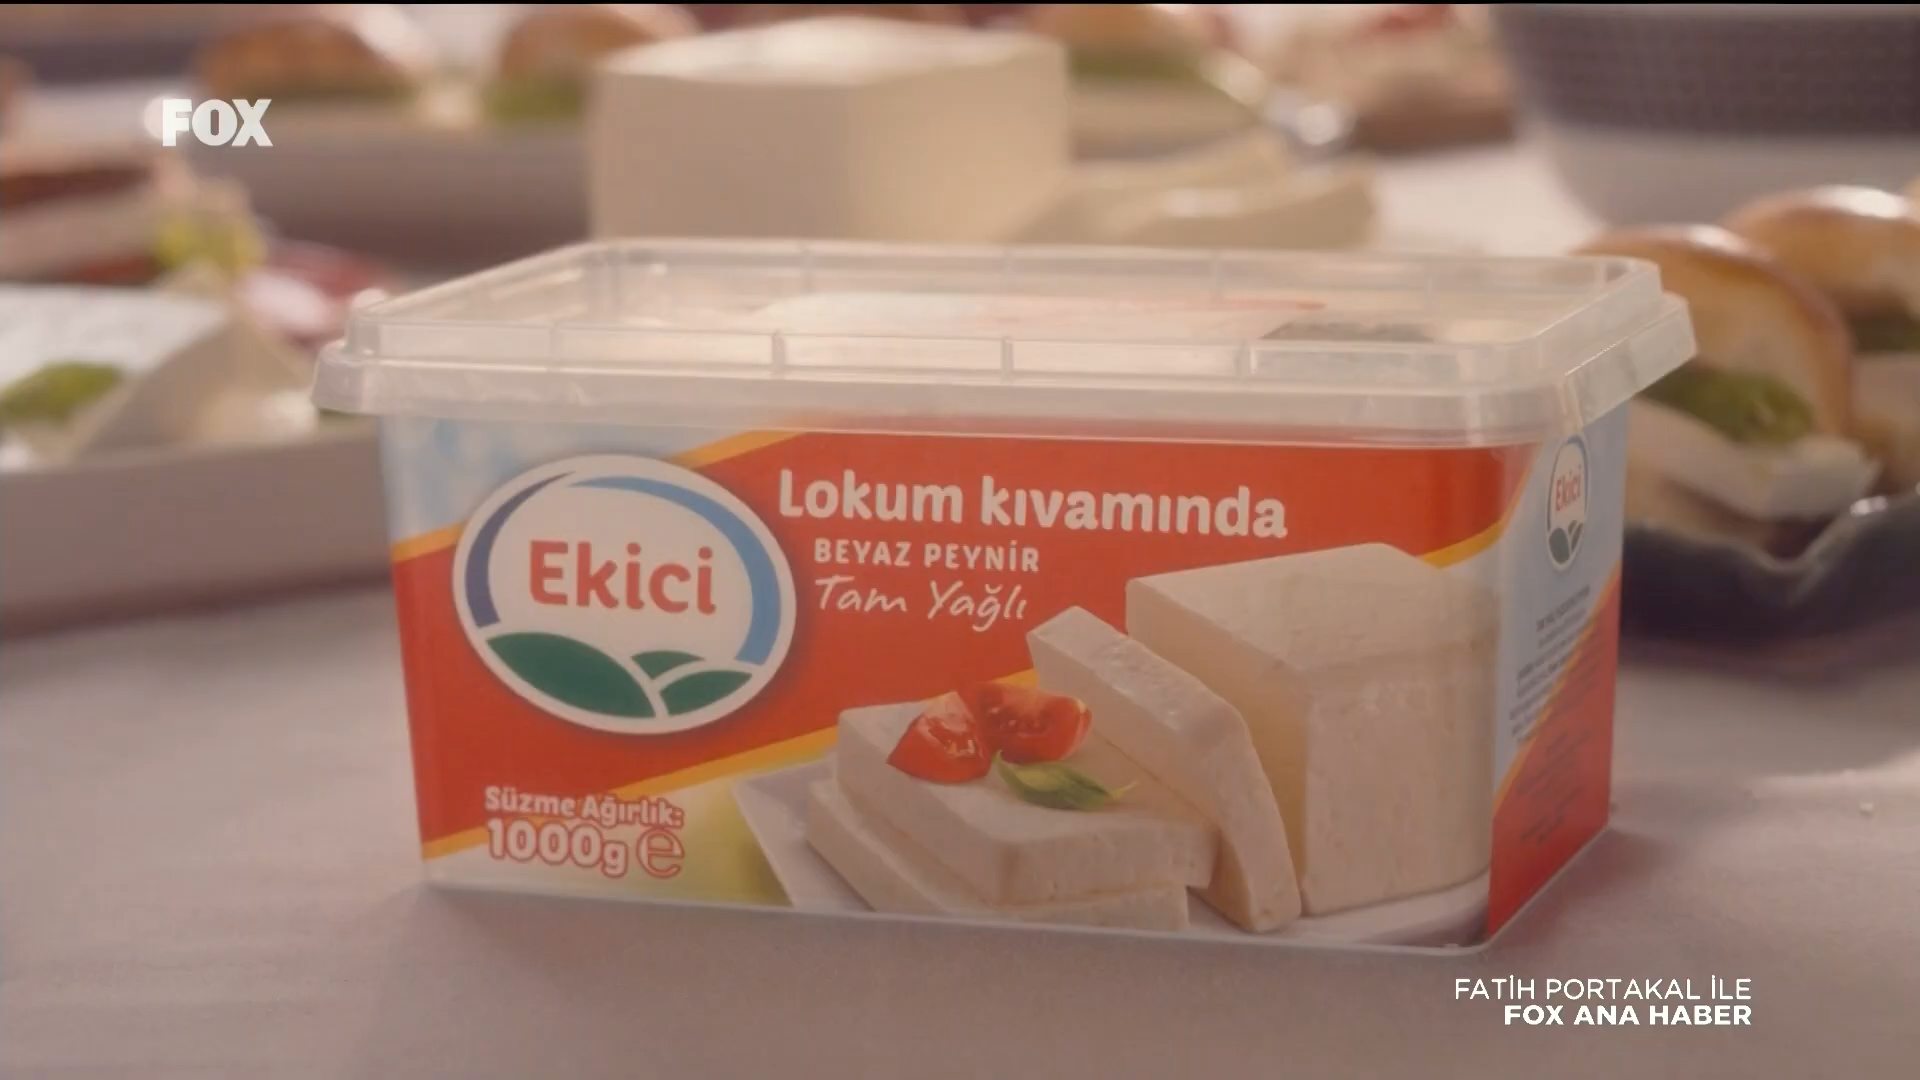 FOX
Lokum kıvamında
BEYAZ PEYNİR
Tam Yağlı
Ekici
Ekici
Süzme Ağırlık:
1000g e
FATİH PORTAKAL İLE
FOX ANA HABER